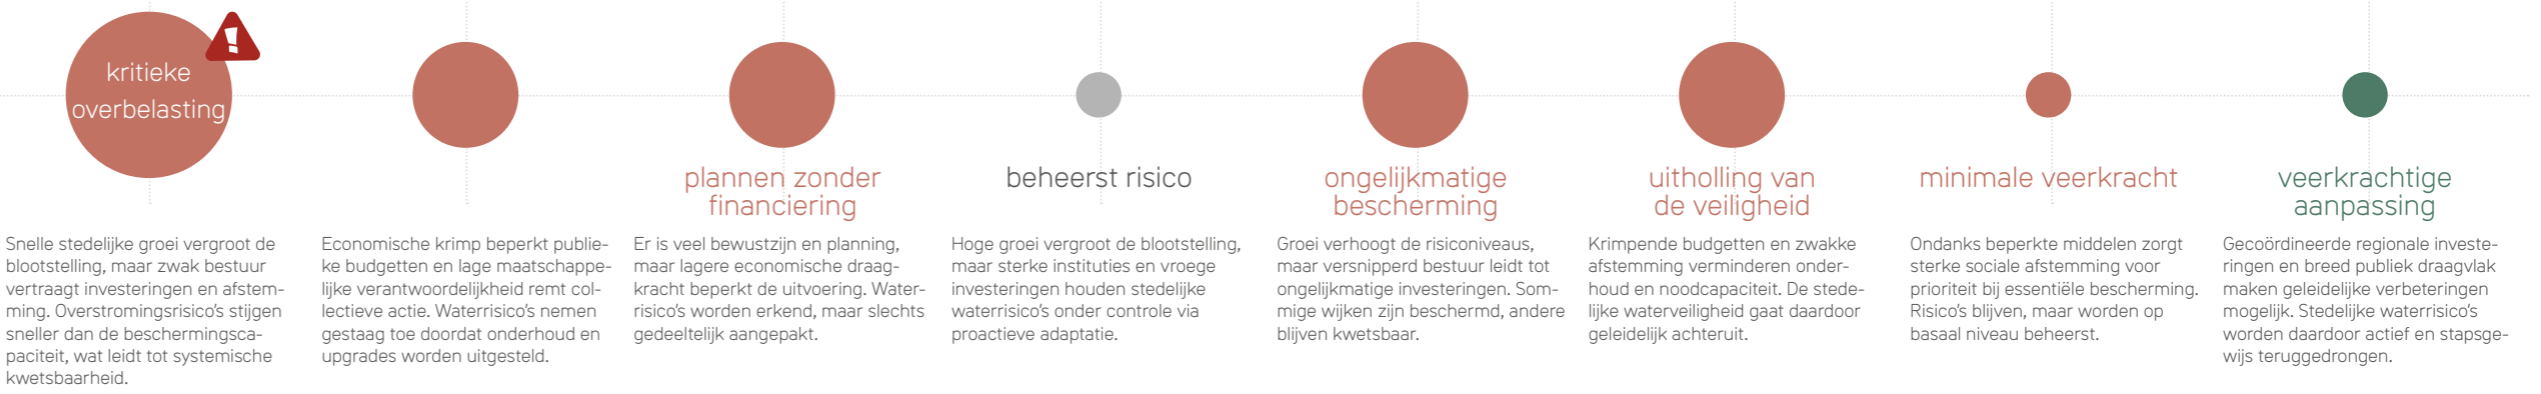 kritieke
overbelasting
Snelle stedelijke groei vergroot de
blootstelling, maar zwak bestuur
vertraagt investeringen en afstem-
ming. Overstromingsrisico's stijgen
sneller dan de beschermingsca-
paciteit, wat leidt tot systemische
kwetsbaarheid.
Economische krimp beperkt publie-
ke budgetten en lage maatschappe-
lijke verantwoordelijkheid remt col-
lectieve actie. Waterrisico's nemen
gestaag toe doordat onderhoud en
upgrades worden uitgesteld.
plannen zonder
financiering
Er is veel bewustzijn en planning,
maar lagere economische draag-
kracht beperkt de uitvoering. Water-
risico's worden erkend, maar slechts
gedeeltelijk aangepakt.
beheerst risico
Hoge groei vergroot de blootstelling,
maar sterke instituties en vroege
investeringen houden stedelijke
waterrisico's onder controle via
proactieve adaptatie.
ongelijkmatige
bescherming
Groei verhoogt de risiconiveaus,
maar versnipperd bestuur leidt tot
ongelijkmatige investeringen. Som-
mige wijken zijn beschermd, andere
blijven kwetsbaar.
uitholling van
de veiligheid
Krimpende budgetten en zwakke
afstemming verminderen onder-
houd en noodcapaciteit. De stede-
lijke waterveiligheid gaat daardoor
geleidelijk achteruit.
minimale veerkracht
Ondanks beperkte middelen zorgt
sterke sociale afstemming voor
prioriteit bij essentiële bescherming.
Risico's blijven, maar worden op
basaal niveau beheerst.
veerkrachtige
aanpassing
Gecoördineerde regionale investe-
ringen en breed publiek draagvlak
maken geleidelijke verbeteringen
mogelijk. Stedelijke waterrisico's
worden daardoor actief en stapsge-
wijs teruggedrongen.